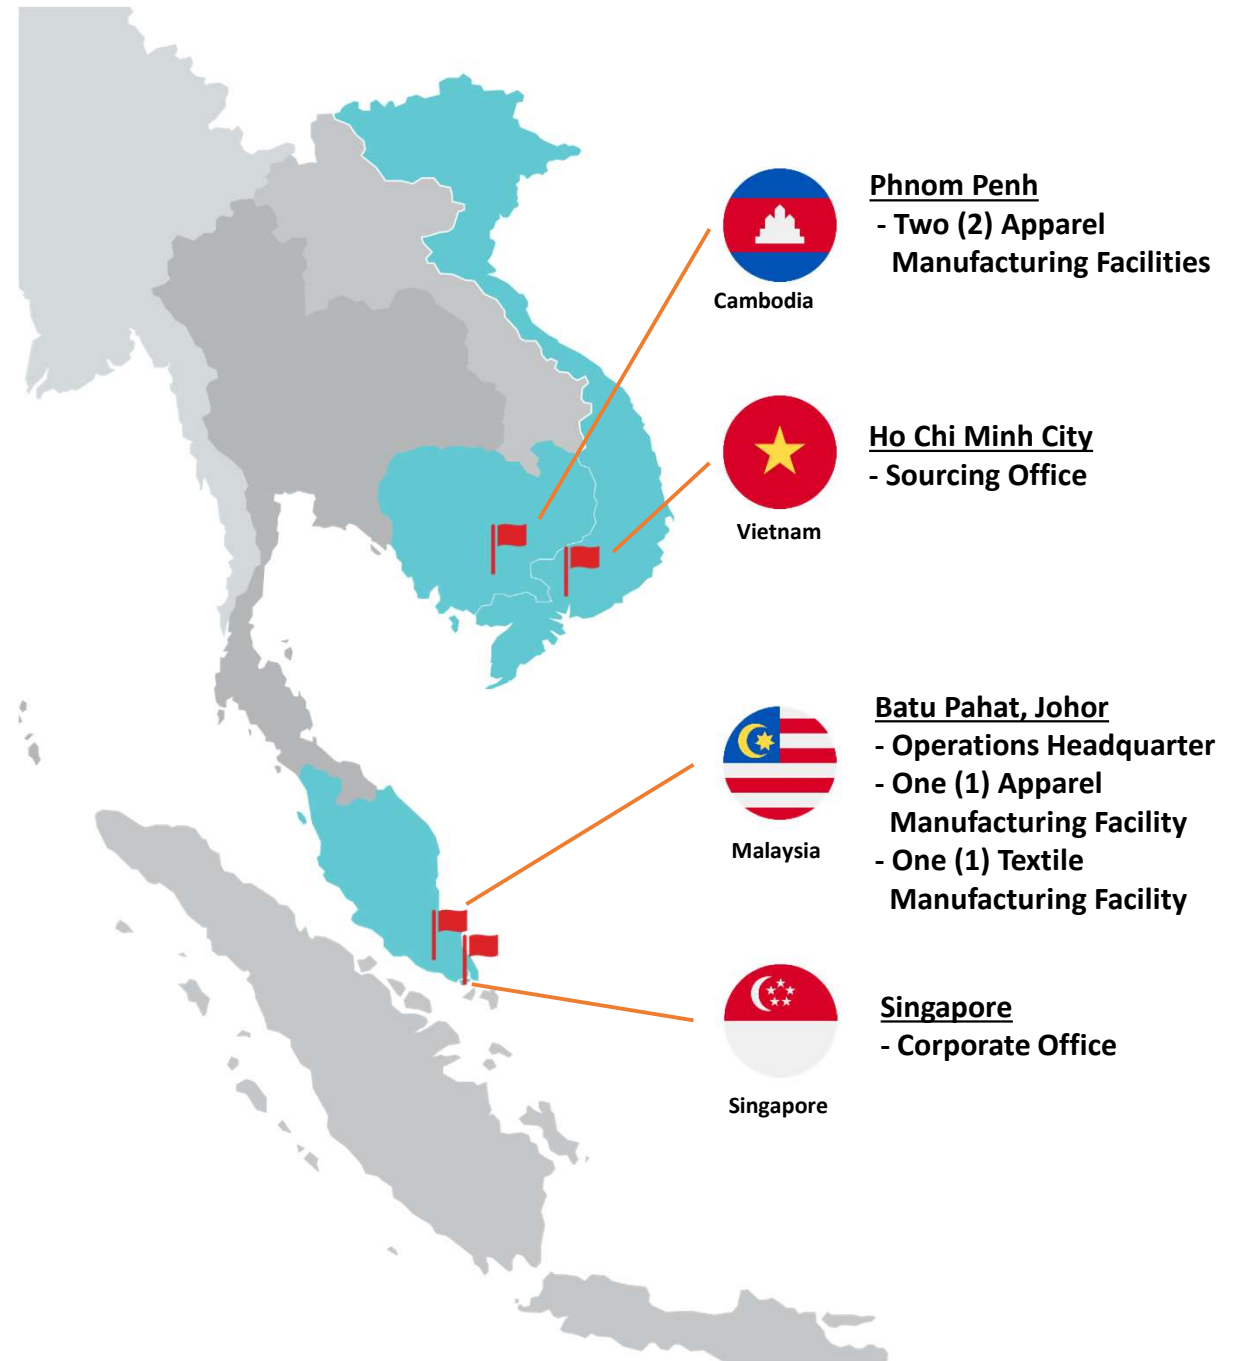 Phnom Penh
- Two (2) Apparel
Manufacturing Facilities
Cambodia
Ho Chi Minh City
- Sourcing Office
Vietnam
Batu Pahat, Johor
- Operations Headquarter
- One (1) Apparel
Manufacturing Facility
- One (1) Textile
Manufacturing Facility
Malaysia
Singapore
- Corporate Office
Singapore